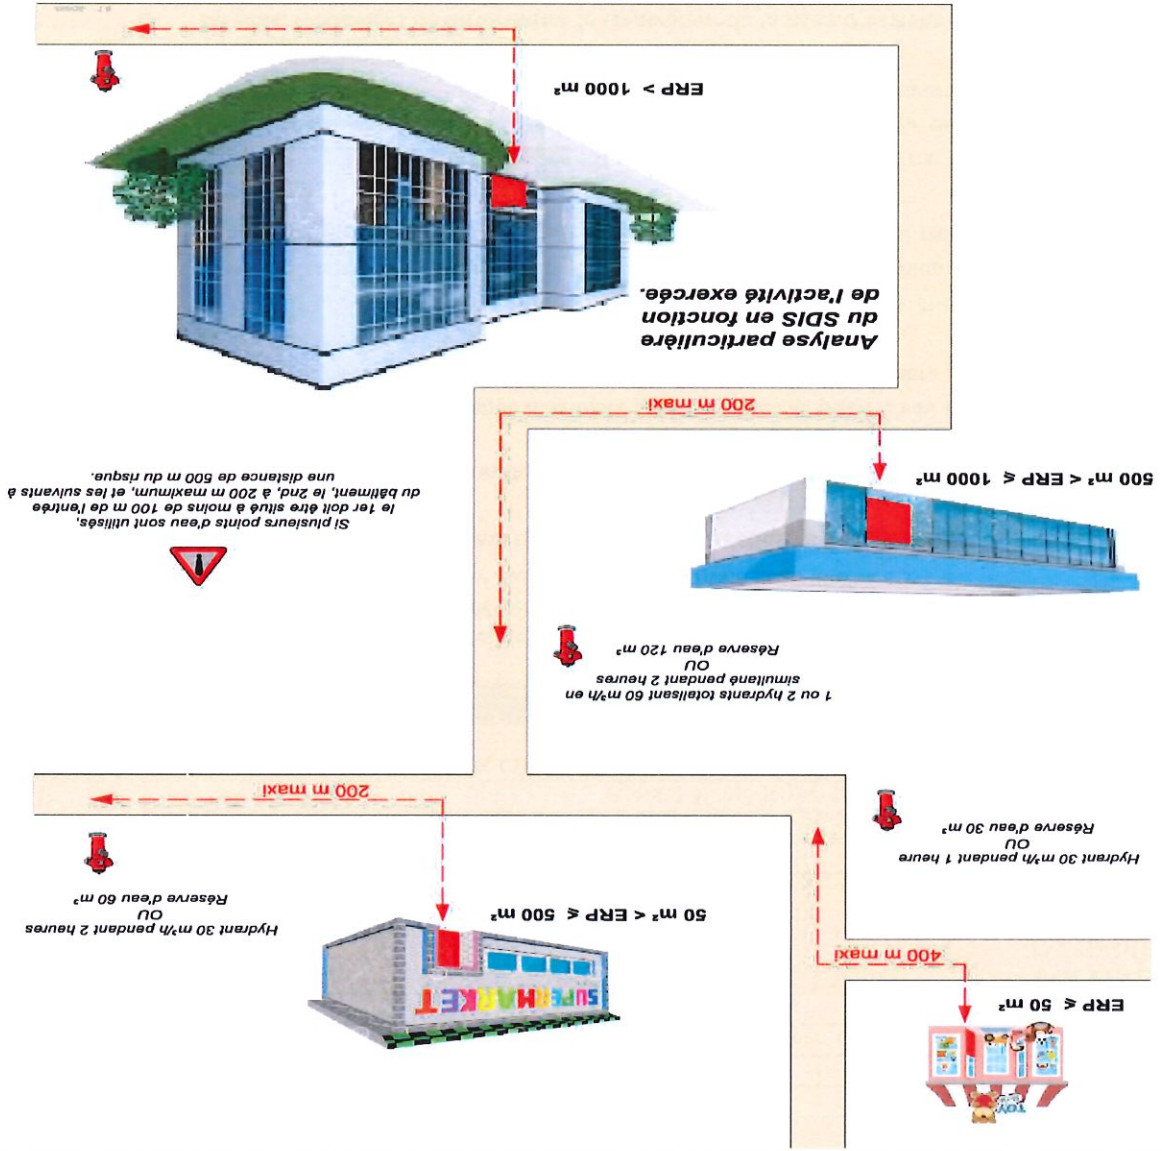 TOY
ERP ≤ 50 m²
400 m maxi
SUPERMARKET
50 m² < ERP ≤ 500 m²
Hydrant 30 m³/h pendant 1 heure
OU
Réserve d'eau 30 m³
Hydrant 30 m³/h pendant 2 heures
OU
Réserve d'eau 60 m³
200 m maxi
1 ou 2 hydrants totalisant 60 m³/h en
simultané pendant 2 heures
OU
Réserve d'eau 120 m³
500 m² < ERP ≤ 1000 m²
200 m maxi
Si plusieurs points d'eau sont utilisés,
le 1er doit être situé à moins de 100 m de l'entrée
du bâtiment, le 2nd, à 200 m maximum, et les suivants à
une distance de 500 m du risque.
Analyse particulière
du SDIS en fonction
de l'activité exercée.
ERP > 1000 m²